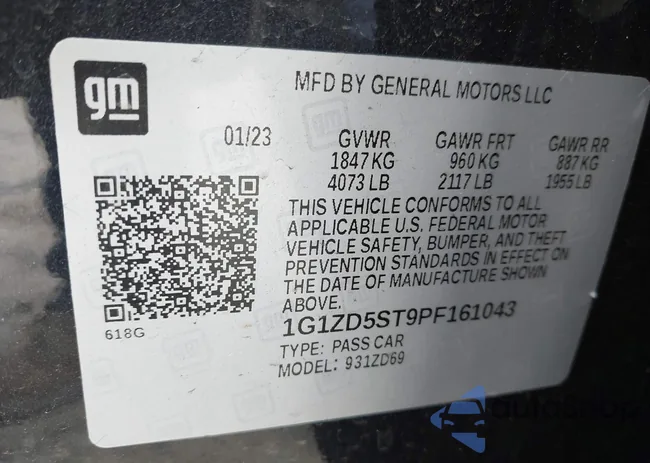 gm
MFD BY GENERAL MOTORS LLC
01/23 GVWR GAWR FRT GAWR RR
1847 KG 960 KG 887 KG
4073 LB 2117 LB 1955 LB
THIS VEHICLE CONFORMS TO ALL
APPLICABLE U.S. FEDERAL MOTOR
VEHICLE SAFETY, BUMPER, AND THEFT
PREVENTION STANDARDS IN EFFECT ON
THE DATE OF MANUFACTURE SHOWN
ABOVE.
618G
1G1ZD5ST9PF161043
TYPE: PASS CAR
MODEL: 931ZD69